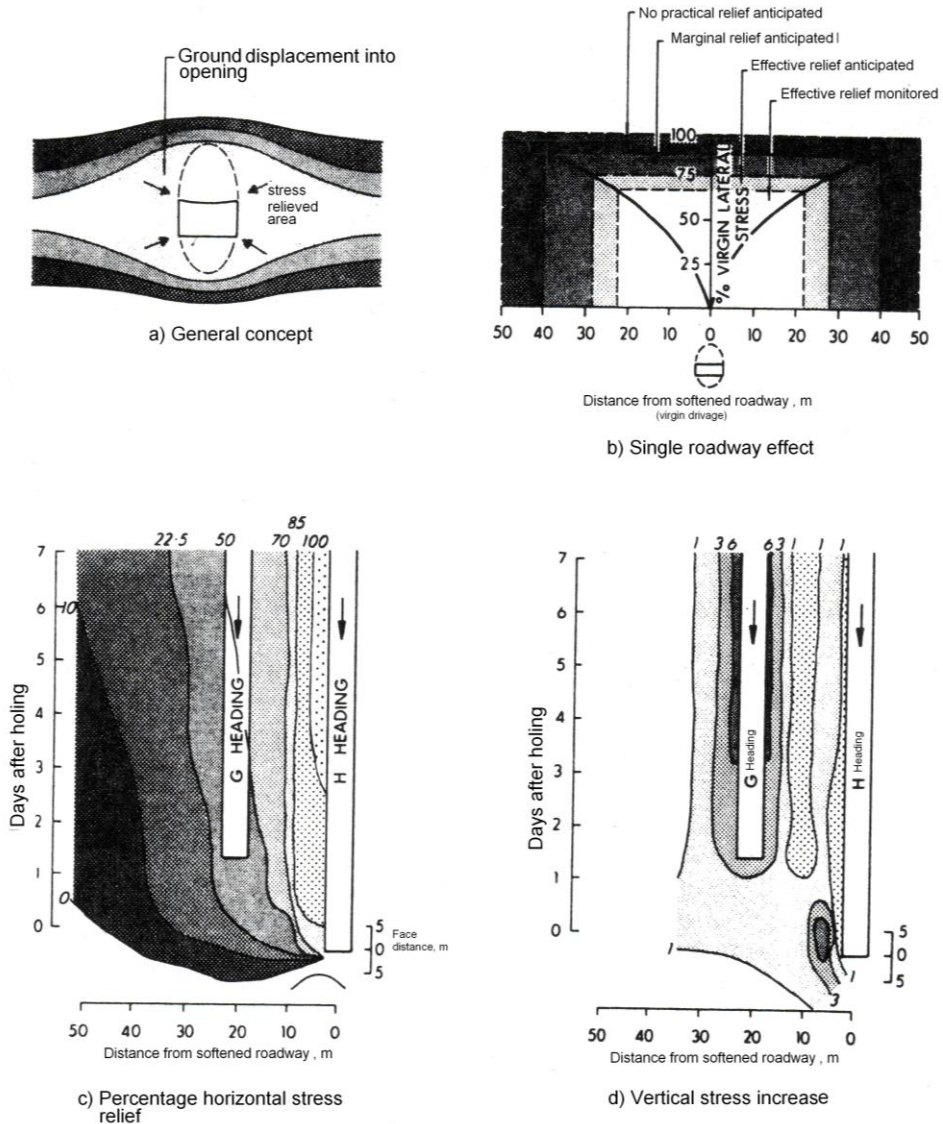 Ground displacement into
opening
stress
relieved
area
a) General concept
No practical relief anticipated
Marginal relief anticipated
Effective relief anticipated
Effective relief monitored
100
75
50
25
% VIRGIN LATERAL
STRESS
50 40 30 20 10 0 10 20 30 40 50
Distance from softened roadway , m
(virgin drivage)
b) Single roadway effect
85
22·5 50 70 100
7
6
5
4
3
2
1
0
10
0
Days after holing
G HEADING
H HEADING
5
0
5
Face
distance, m
50 40 30 20 10 0
Distance from softened roadway , m
c) Percentage horizontal stress
relief
1 3 6 6 3 1 1 1
7
6
5
4
3
2
1
0
Days after holing
G Heading
H Heading
1
1
3
5
0
5
50 40 30 20 10 0
Distance from softened roadway , m
d) Vertical stress increase